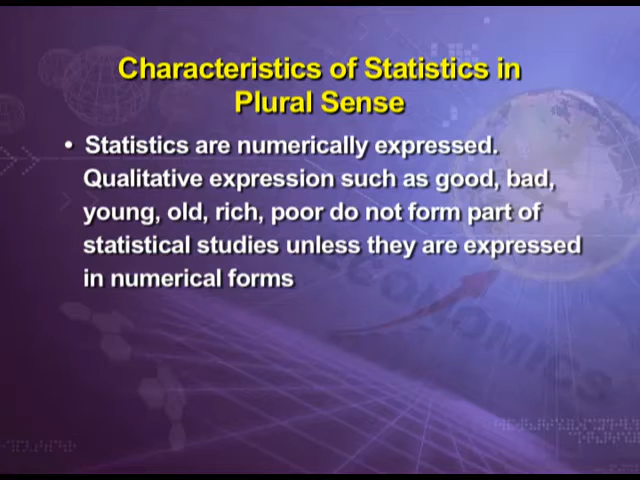 Characteristics of Statistics in
Plural Sense
• Statistics are numerically expressed.
Qualitative expression such as good, bad,
young, old, rich, poor do not form part of
statistical studies unless they are expressed
in numerical forms
ECONOMICS